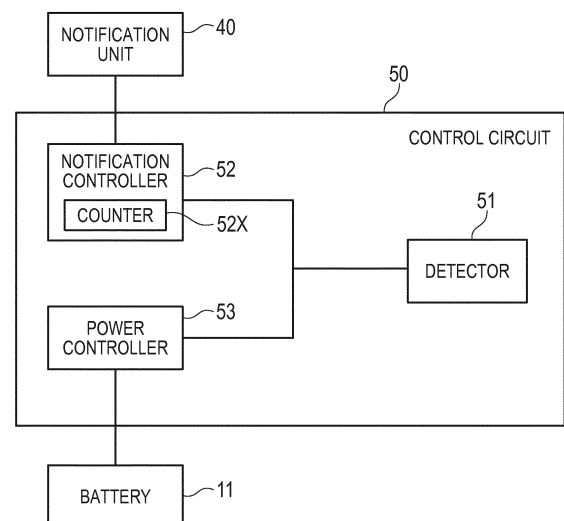 NOTIFICATION
UNIT
40
50
CONTROL CIRCUIT
NOTIFICATION
CONTROLLER
52
COUNTER
52X
51
DETECTOR
53
POWER
CONTROLLER
BATTERY
11